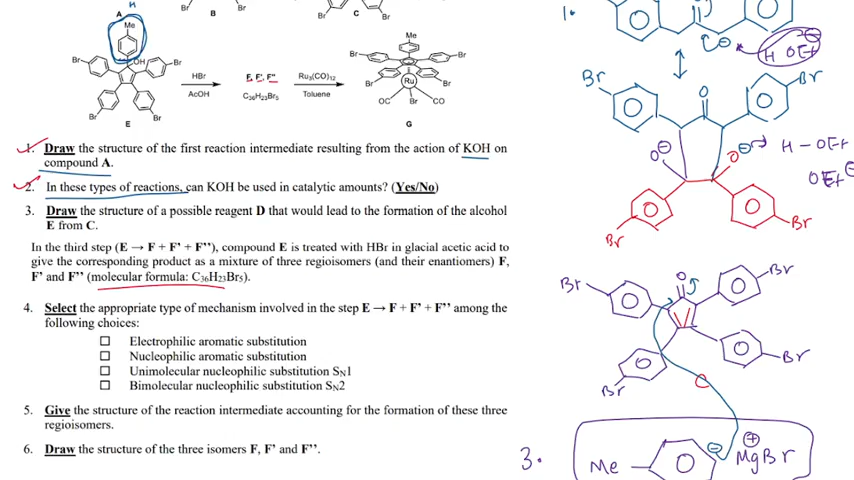 A
H
Br
B
Br
Br
C
Br
1.
H OEt
Me
OH
Br
Br
Br
Br
E
HBr
AcOH
F, F', F''
C36H23Br5
Ru3(CO)12
Toluene
Me
Br
Br
Br
Br
Ru
OC
Br
CO
G
1. Draw the structure of the first reaction intermediate resulting from the action of KOH on
compound A.
2. In these types of reactions, can KOH be used in catalytic amounts? (Yes/No)
3. Draw the structure of a possible reagent D that would lead to the formation of the alcohol
E from C.
In the third step (E → F + F' + F''), compound E is treated with HBr in glacial acetic acid to
give the corresponding product as a mixture of three regioisomers (and their enantiomers) F,
F' and F'' (molecular formula: C36H23Br5).
4. Select the appropriate type of mechanism involved in the step E → F + F' + F'' among the
following choices:
☐ Electrophilic aromatic substitution
☐ Nucleophilic aromatic substitution
☐ Unimolecular nucleophilic substitution SN1
☐ Bimolecular nucleophilic substitution SN2
5. Give the structure of the reaction intermediate accounting for the formation of these three
regioisomers.
6. Draw the structure of the three isomers F, F' and F''.
Br
O
Br
O⊖
O⊖
H - OEt
OEt⊖
Br
Br
Br
O
Br
Br
Br
3.
Me
⊖
⊕
MgBr